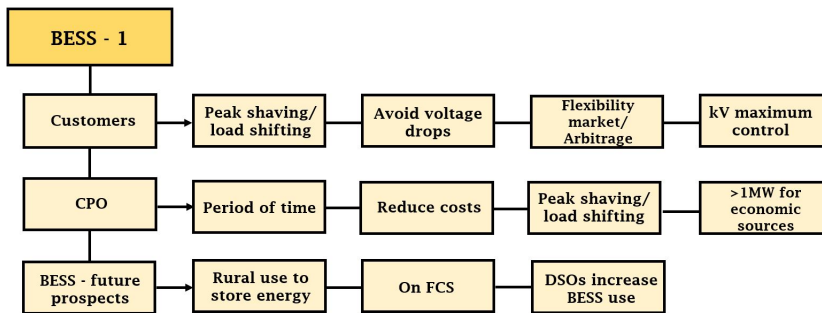 BESS - 1
Customers
Peak shaving/
load shifting
Avoid voltage
drops
Flexibility
market/
Arbitrage
kV maximum
control
CPO
Period of time
Reduce costs
Peak shaving/
load shifting
>1MW for
economic
sources
BESS - future
prospects
Rural use to
store energy
On FCS
DSOs increase
BESS use